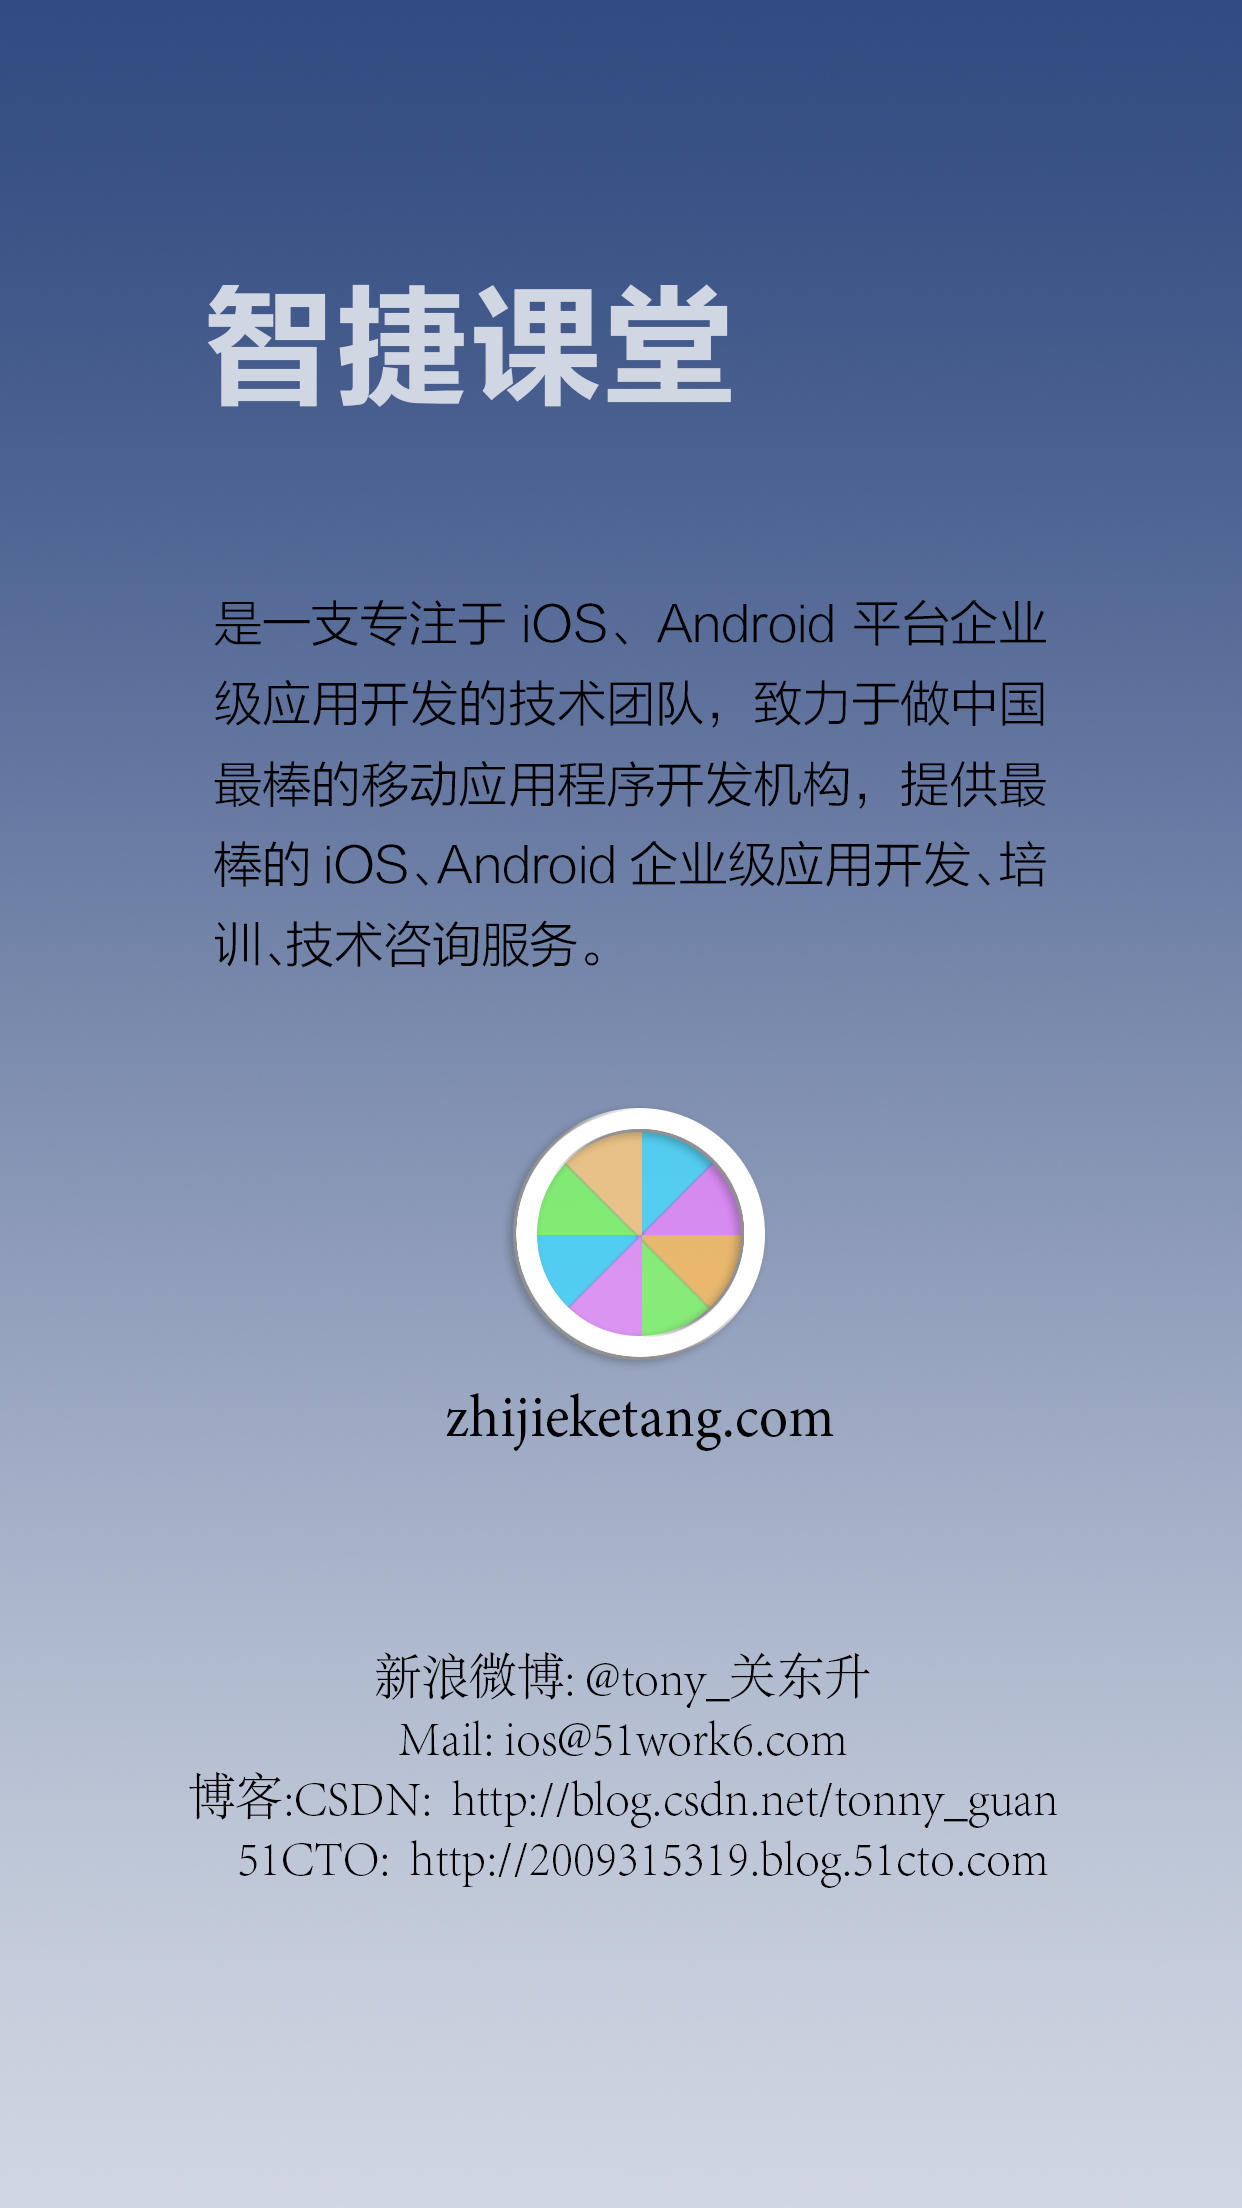 智捷课堂
是一支专注于 iOS、Android 平台企业
级应用开发的技术团队，致力于做中国
最棒的移动应用程序开发机构，提供最
棒的 iOS、Android 企业级应用开发、培
训、技术咨询服务。
zhijieketang.com
新浪微博: @tony_关东升
Mail: ios@51work6.com
博客:CSDN: http://blog.csdn.net/tonny_guan
51CTO: http://2009315319.blog.51cto.com